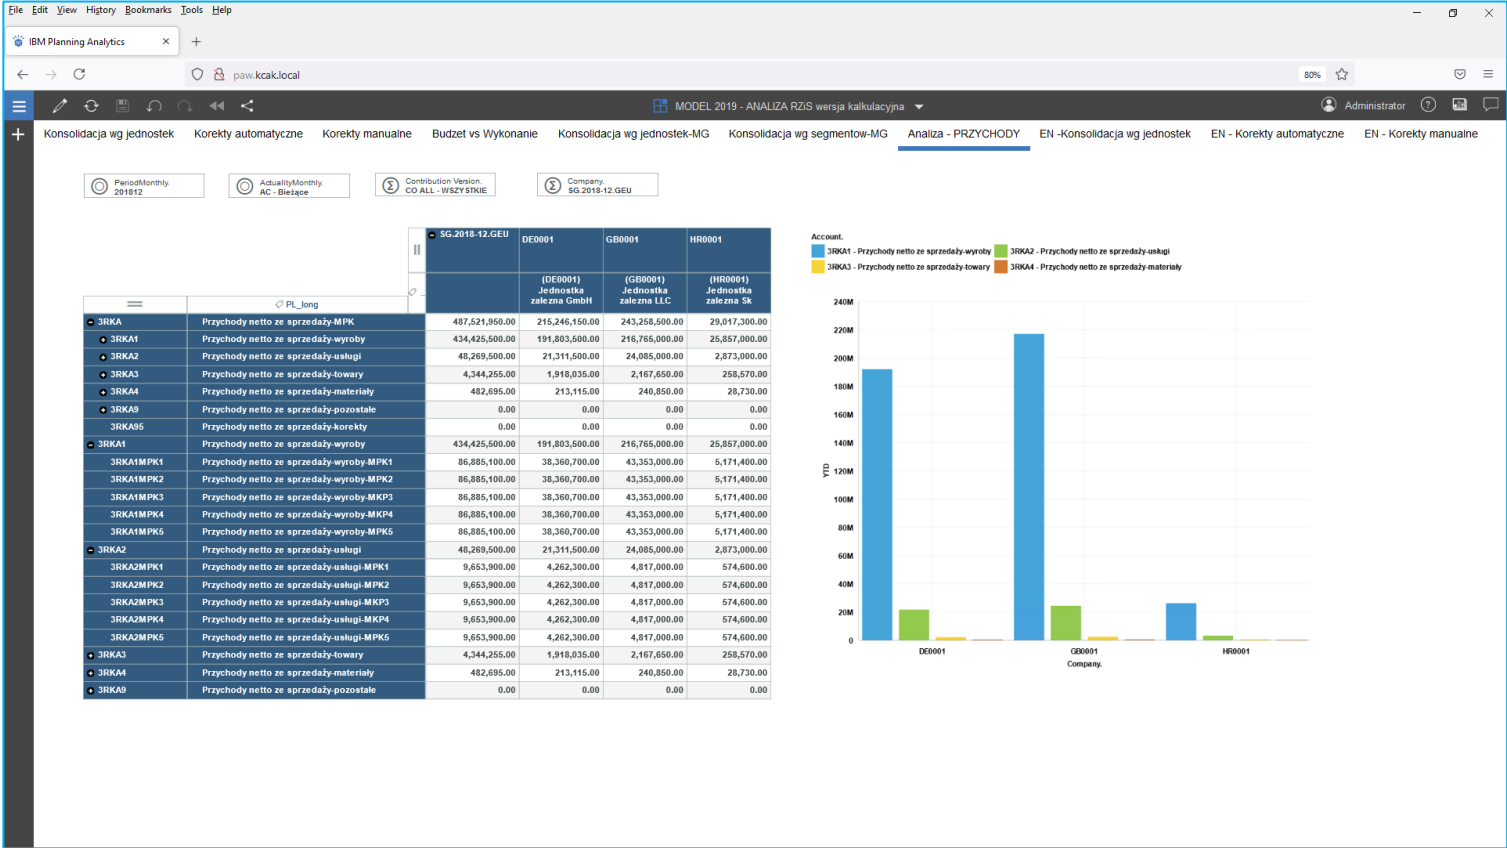 File Edit View History Bookmarks Tools Help
IBM Planning Analytics
paw.kcak.local
80%
MODEL 2019 - ANALIZA RZiS wersja kalkulacyjna
Administrator
Konsolidacja wg jednostek Korekty automatyczne Korekty manualne Budzet vs Wykonanie Konsolidacja wg jednostek-MG Konsolidacja wg segmentow-MG Analiza - PRZYCHODY EN -Konsolidacja wg jednostek EN - Korekty automatyczne EN - Korekty manualne
PeriodMonthly.
201812
ActualityMonthly.
AC - Bieżące
Contribution Version.
CO ALL - WSZYSTKIE
Company.
SG.2018-12.GEU
SG.2018-12.GEU DE0001 GB0001 HR0001
(DE0001) Jednostka zalezna GmbH
(GB0001) Jednostka zalezna LLC
(HR0001) Jednostka zalezna Sk
PL_long
3RKA Przychody netto ze sprzedaży-MPK 487,521,950.00 215,246,150.00 243,258,500.00 29,017,300.00
3RKA1 Przychody netto ze sprzedaży-wyroby 434,425,500.00 191,803,500.00 216,765,000.00 25,857,000.00
3RKA2 Przychody netto ze sprzedaży-usługi 48,269,500.00 21,311,500.00 24,085,000.00 2,873,000.00
3RKA3 Przychody netto ze sprzedaży-towary 4,344,255.00 1,918,035.00 2,167,650.00 258,570.00
3RKA4 Przychody netto ze sprzedaży-materiały 482,695.00 213,115.00 240,850.00 28,730.00
3RKA9 Przychody netto ze sprzedaży-pozostałe 0.00 0.00 0.00 0.00
3RKA95 Przychody netto ze sprzedaży-korekty 0.00 0.00 0.00 0.00
3RKA1 Przychody netto ze sprzedaży-wyroby 434,425,500.00 191,803,500.00 216,765,000.00 25,857,000.00
3RKA1MPK1 Przychody netto ze sprzedaży-wyroby-MPK1 86,885,100.00 38,360,700.00 43,353,000.00 5,171,400.00
3RKA1MPK2 Przychody netto ze sprzedaży-wyroby-MPK2 86,885,100.00 38,360,700.00 43,353,000.00 5,171,400.00
3RKA1MPK3 Przychody netto ze sprzedaży-wyroby-MKP3 86,885,100.00 38,360,700.00 43,353,000.00 5,171,400.00
3RKA1MPK4 Przychody netto ze sprzedaży-wyroby-MKP4 86,885,100.00 38,360,700.00 43,353,000.00 5,171,400.00
3RKA1MPK5 Przychody netto ze sprzedaży-wyroby-MPK5 86,885,100.00 38,360,700.00 43,353,000.00 5,171,400.00
3RKA2 Przychody netto ze sprzedaży-usługi 48,269,500.00 21,311,500.00 24,085,000.00 2,873,000.00
3RKA2MPK1 Przychody netto ze sprzedaży-usługi-MPK1 9,653,900.00 4,262,300.00 4,817,000.00 574,600.00
3RKA2MPK2 Przychody netto ze sprzedaży-usługi-MPK2 9,653,900.00 4,262,300.00 4,817,000.00 574,600.00
3RKA2MPK3 Przychody netto ze sprzedaży-usługi-MKP3 9,653,900.00 4,262,300.00 4,817,000.00 574,600.00
3RKA2MPK4 Przychody netto ze sprzedaży-usługi-MKP4 9,653,900.00 4,262,300.00 4,817,000.00 574,600.00
3RKA2MPK5 Przychody netto ze sprzedaży-usługi-MPK5 9,653,900.00 4,262,300.00 4,817,000.00 574,600.00
3RKA3 Przychody netto ze sprzedaży-towary 4,344,255.00 1,918,035.00 2,167,650.00 258,570.00
3RKA4 Przychody netto ze sprzedaży-materiały 482,695.00 213,115.00 240,850.00 28,730.00
3RKA9 Przychody netto ze sprzedaży-pozostałe 0.00 0.00 0.00 0.00
Account.
3RKA1 - Przychody netto ze sprzedaży-wyroby 3RKA2 - Przychody netto ze sprzedaży-usługi
3RKA3 - Przychody netto ze sprzedaży-towary 3RKA4 - Przychody netto ze sprzedaży-materiały
240M
220M
200M
180M
160M
140M
120M
100M
80M
60M
40M
20M
0
YTD
DE0001 GB0001 HR0001
Company.